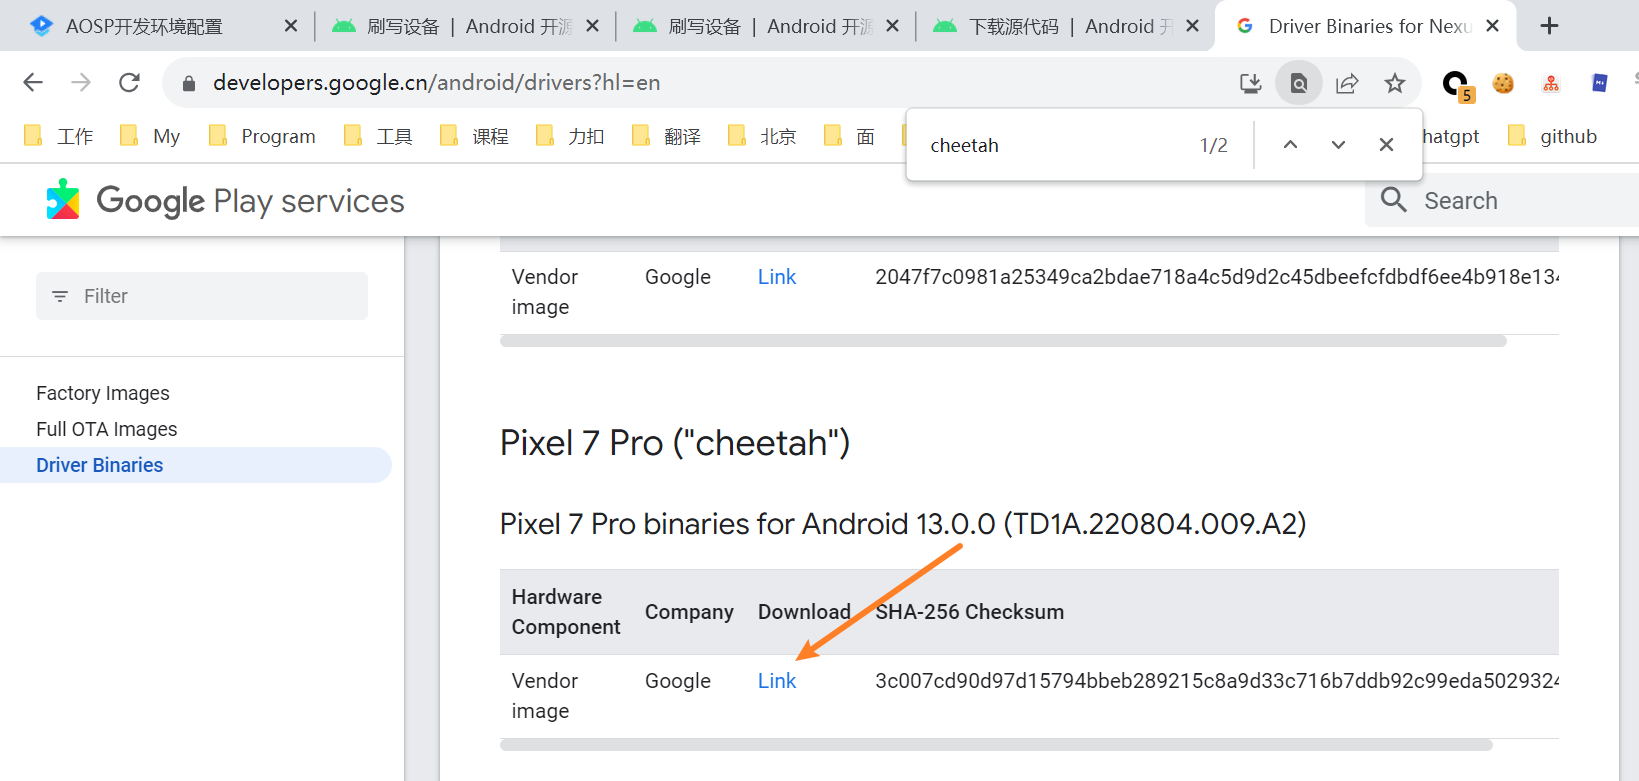 AOSP开发环境配置
刷写设备 | Android 开源
刷写设备 | Android 开源
下载源代码 | Android 开
Driver Binaries for Nexu
developers.google.cn/android/drivers?hl=en
5
工作 My Program 工具 课程 力扣 翻译 北京 面 hatgpt github
cheetah 1/2
Google Play services
Search
Filter
Factory Images
Full OTA Images
Driver Binaries
Vendor image Google Link 2047f7c0981a25349ca2bdae718a4c5d9d2c45dbeefcfdbdf6ee4b918e134
Pixel 7 Pro ("cheetah")
Pixel 7 Pro binaries for Android 13.0.0 (TD1A.220804.009.A2)
Hardware Component Company Download SHA-256 Checksum
Vendor image Google Link 3c007cd90d97d15794bbeb289215c8a9d33c716b7ddb92c99eda5029324